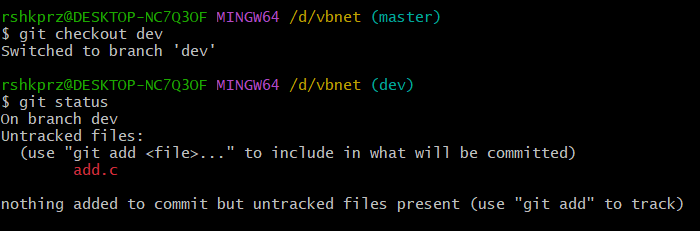 rshkprz@DESKTOP-NC7Q3OF MINGW64 /d/vbnet (master)
$ git checkout dev
Switched to branch 'dev'
rshkprz@DESKTOP-NC7Q3OF MINGW64 /d/vbnet (dev)
$ git status
On branch dev
Untracked files:
  (use "git add <file>..." to include in what will be committed)
        add.c
nothing added to commit but untracked files present (use "git add" to track)